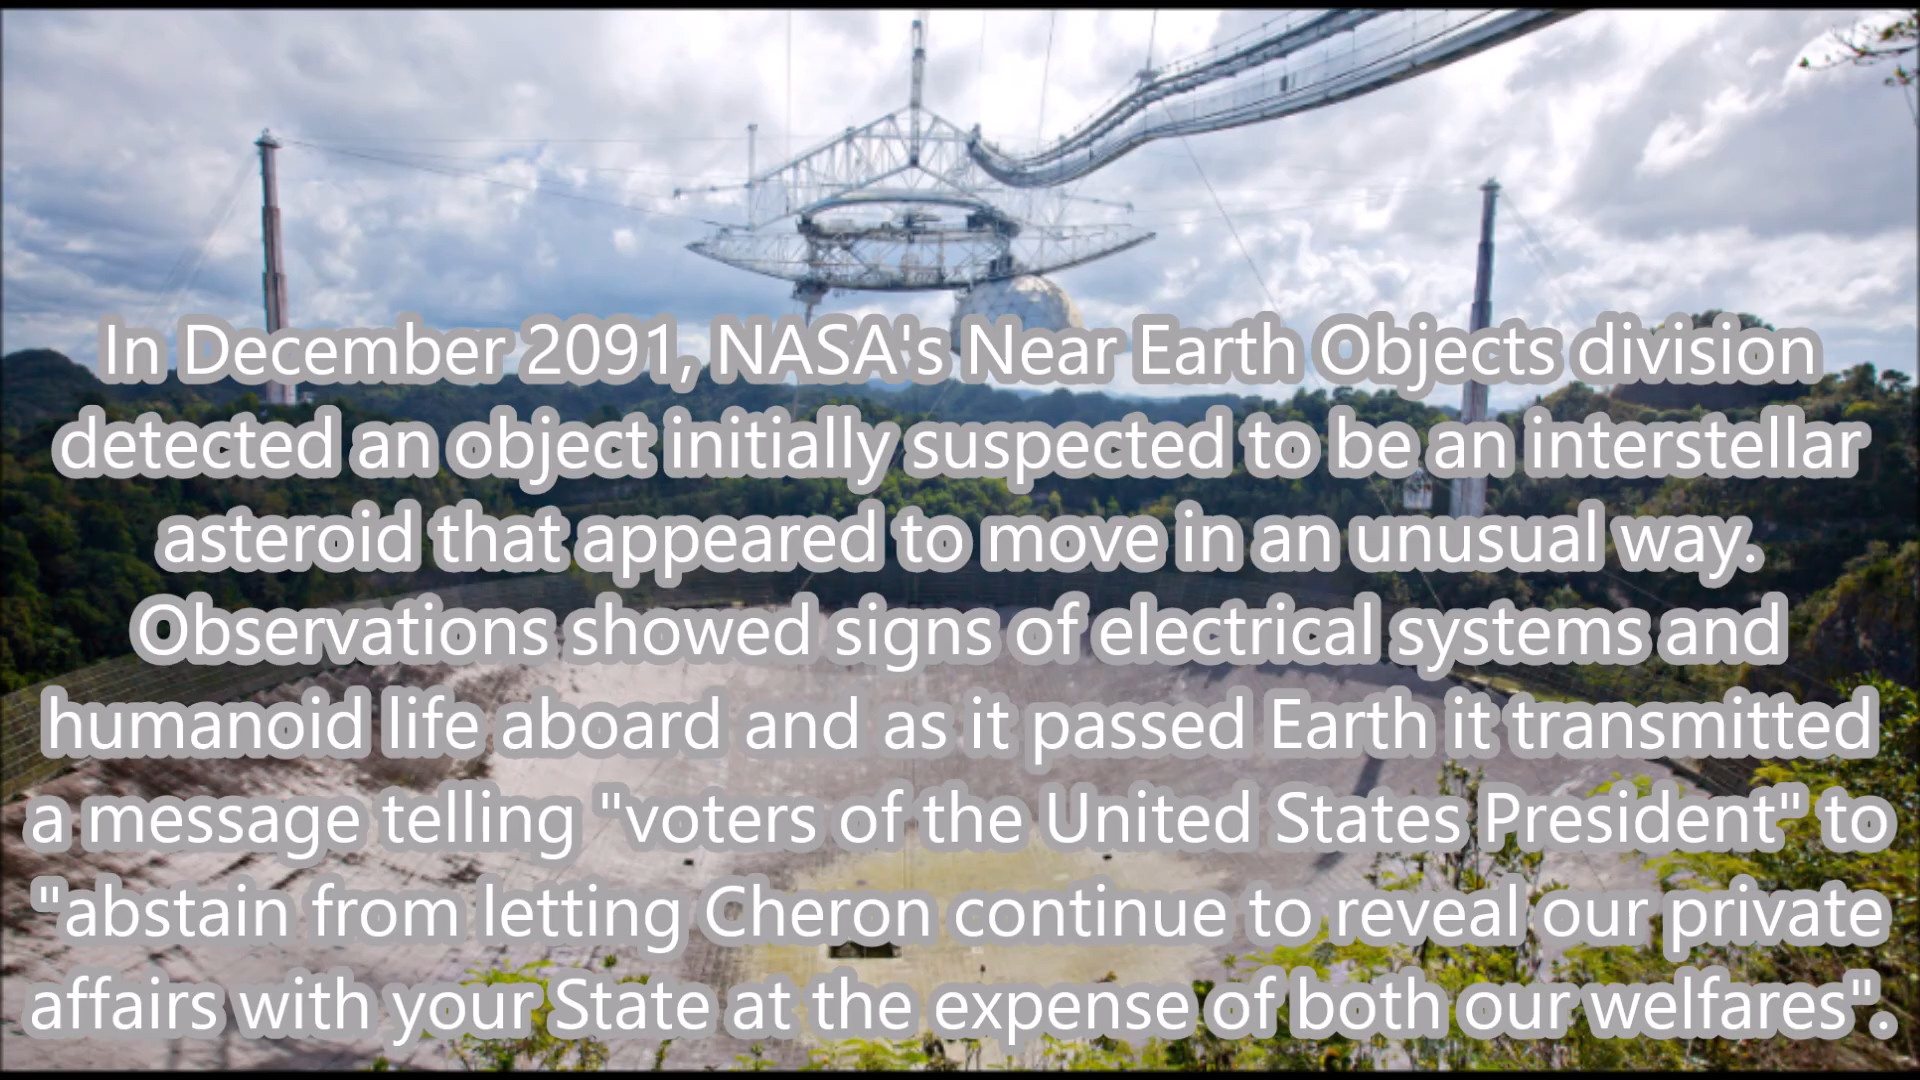 In December 2091, NASA's Near Earth Objects division
detected an object initially suspected to be an interstellar
asteroid that appeared to move in an unusual way.
Observations showed signs of electrical systems and
humanoid life aboard and as it passed Earth it transmitted
a message telling "voters of the United States President" to
"abstain from letting Cheron continue to reveal our private
affairs with your State at the expense of both our welfares".